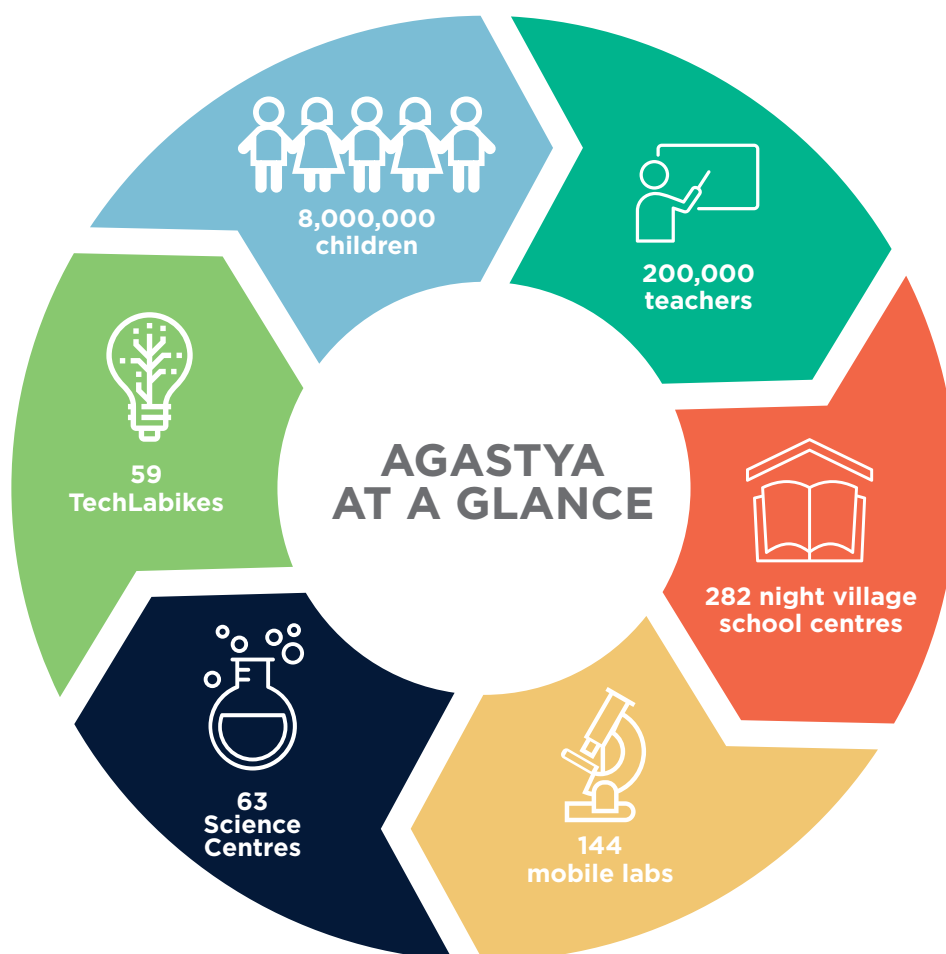 AGASTYA
AT A GLANCE
8,000,000
children
200,000
teachers
282 night village
school centres
144
mobile labs
63
Science
Centres
59
TechLabikes